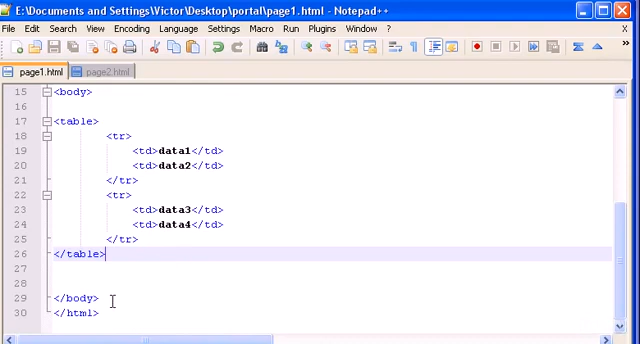 E:\Documents and Settings\Victor\Desktop\portal\page1.html - Notepad++
File Edit Search View Encoding Language Settings Macro Run Plugins Window ? X
page1.html page2.html
15 <body>
16
17 <table>
18 <tr>
19 <td>data1</td>
20 <td>data2</td>
21 </tr>
22 <tr>
23 <td>data3</td>
24 <td>data4</td>
25 </tr>
26 </table>
27
28
29 </body>
30 </html>